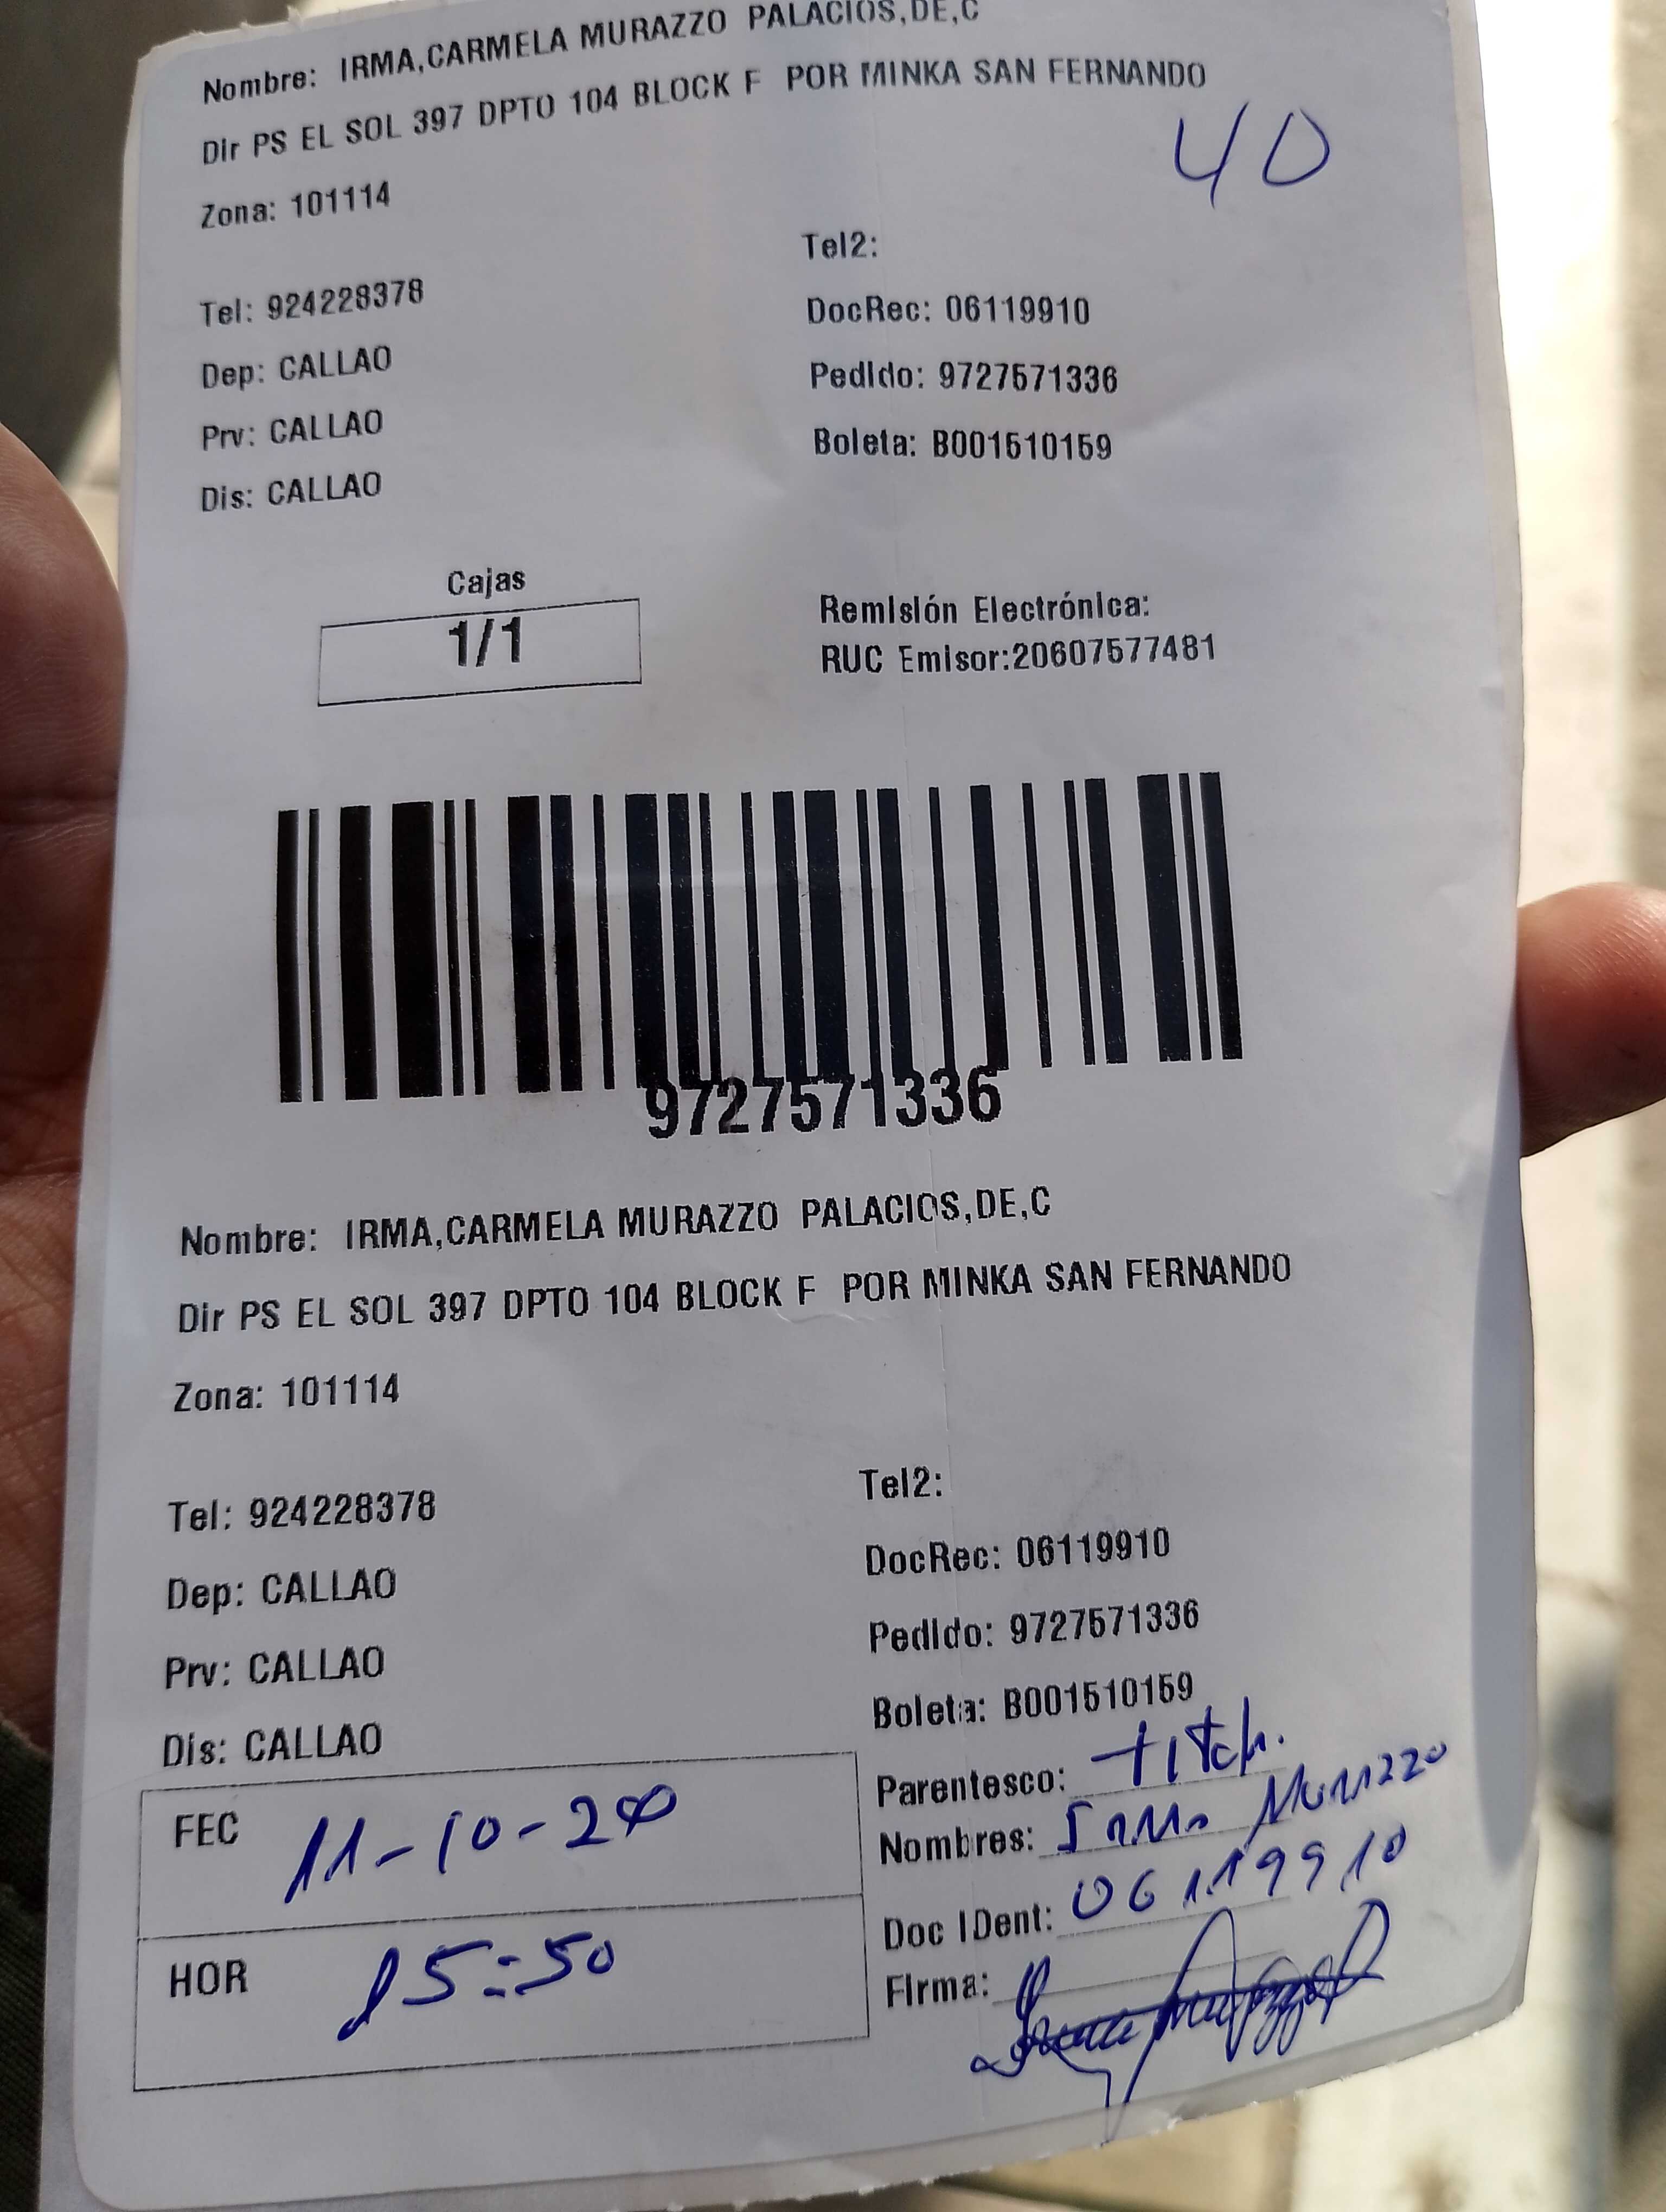 Nombre: IRMA,CARMELA MURAZZO PALACIOS,DE,C
Dir PS EL SOL 397 DPTO 104 BLOCK F POR MINKA SAN FERNANDO
40
Zona: 101114
Tel2:
Tel: 924228378
DocRec: 06119910
Dep: CALLAO
Pedido: 9727571336
Prv: CALLAO
Boleta: B001510159
Dis: CALLAO
Cajas
1/1
Remisión Electrónica:
RUC Emisor:20607577481
9727571336
Nombre: IRMA,CARMELA MURAZZO PALACIOS,DE,C
Dir PS EL SOL 397 DPTO 104 BLOCK F POR MINKA SAN FERNANDO
Zona: 101114
Tel2:
Tel: 924228378
DocRec: 06119910
Dep: CALLAO
Pedido: 9727571336
Prv: CALLAO
Boleta: B001510159
Dis: CALLAO
Parentesco:
FEC 11-10-20
Nombres: Irma Murazzo
Doc IDent: 06119910
HOR 15:50
Firma: